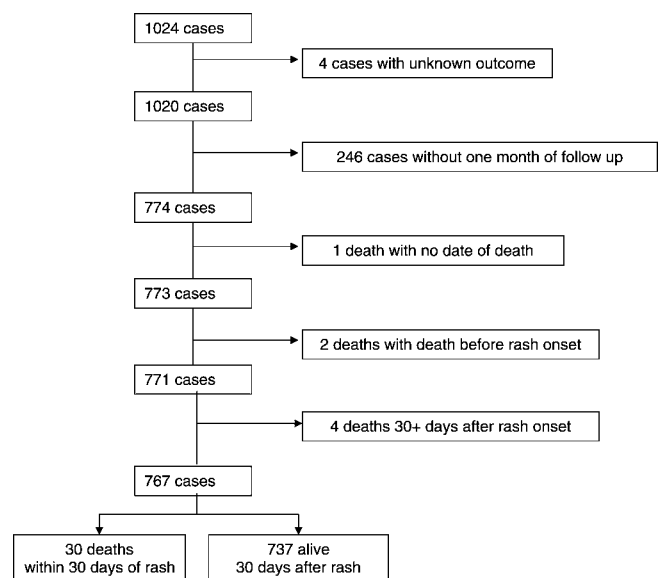 1024 cases
4 cases with unknown outcome
1020 cases
246 cases without one month of follow up
774 cases
1 death with no date of death
773 cases
2 deaths with death before rash onset
771 cases
4 deaths 30+ days after rash onset
767 cases
30 deaths
within 30 days of rash
737 alive
30 days after rash